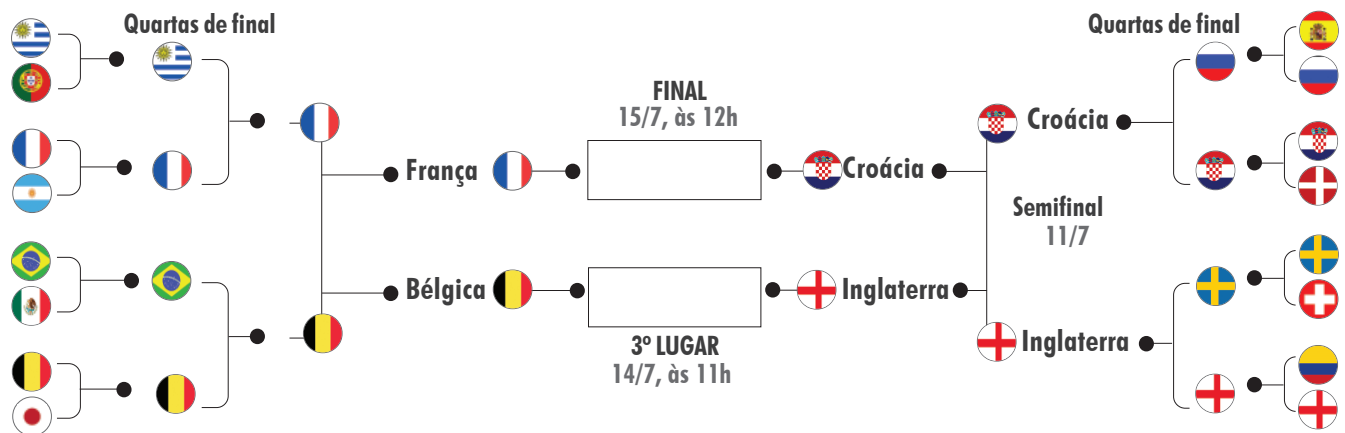 Quartas de final
Quartas de final
FINAL
15/7, às 12h
Croácia
França
Croácia
Semifinal
11/7
Bélgica
Inglaterra
Inglaterra
3º LUGAR
14/7, às 11h